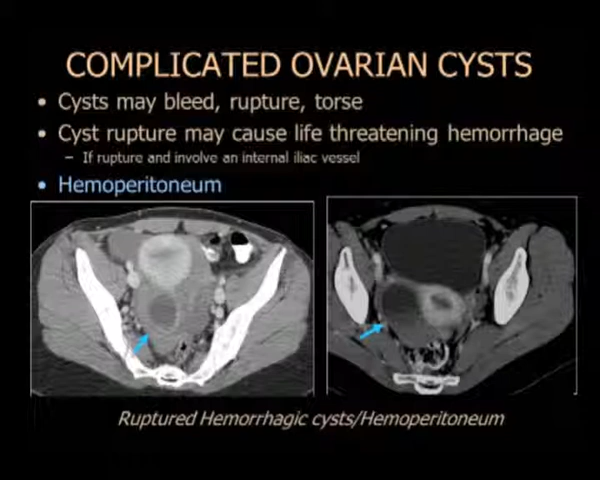 COMPLICATED OVARIAN CYSTS
• Cysts may bleed, rupture, torse
• Cyst rupture may cause life threatening hemorrhage
– If rupture and involve an internal iliac vessel
• Hemoperitoneum
Ruptured Hemorrhagic cysts/Hemoperitoneum